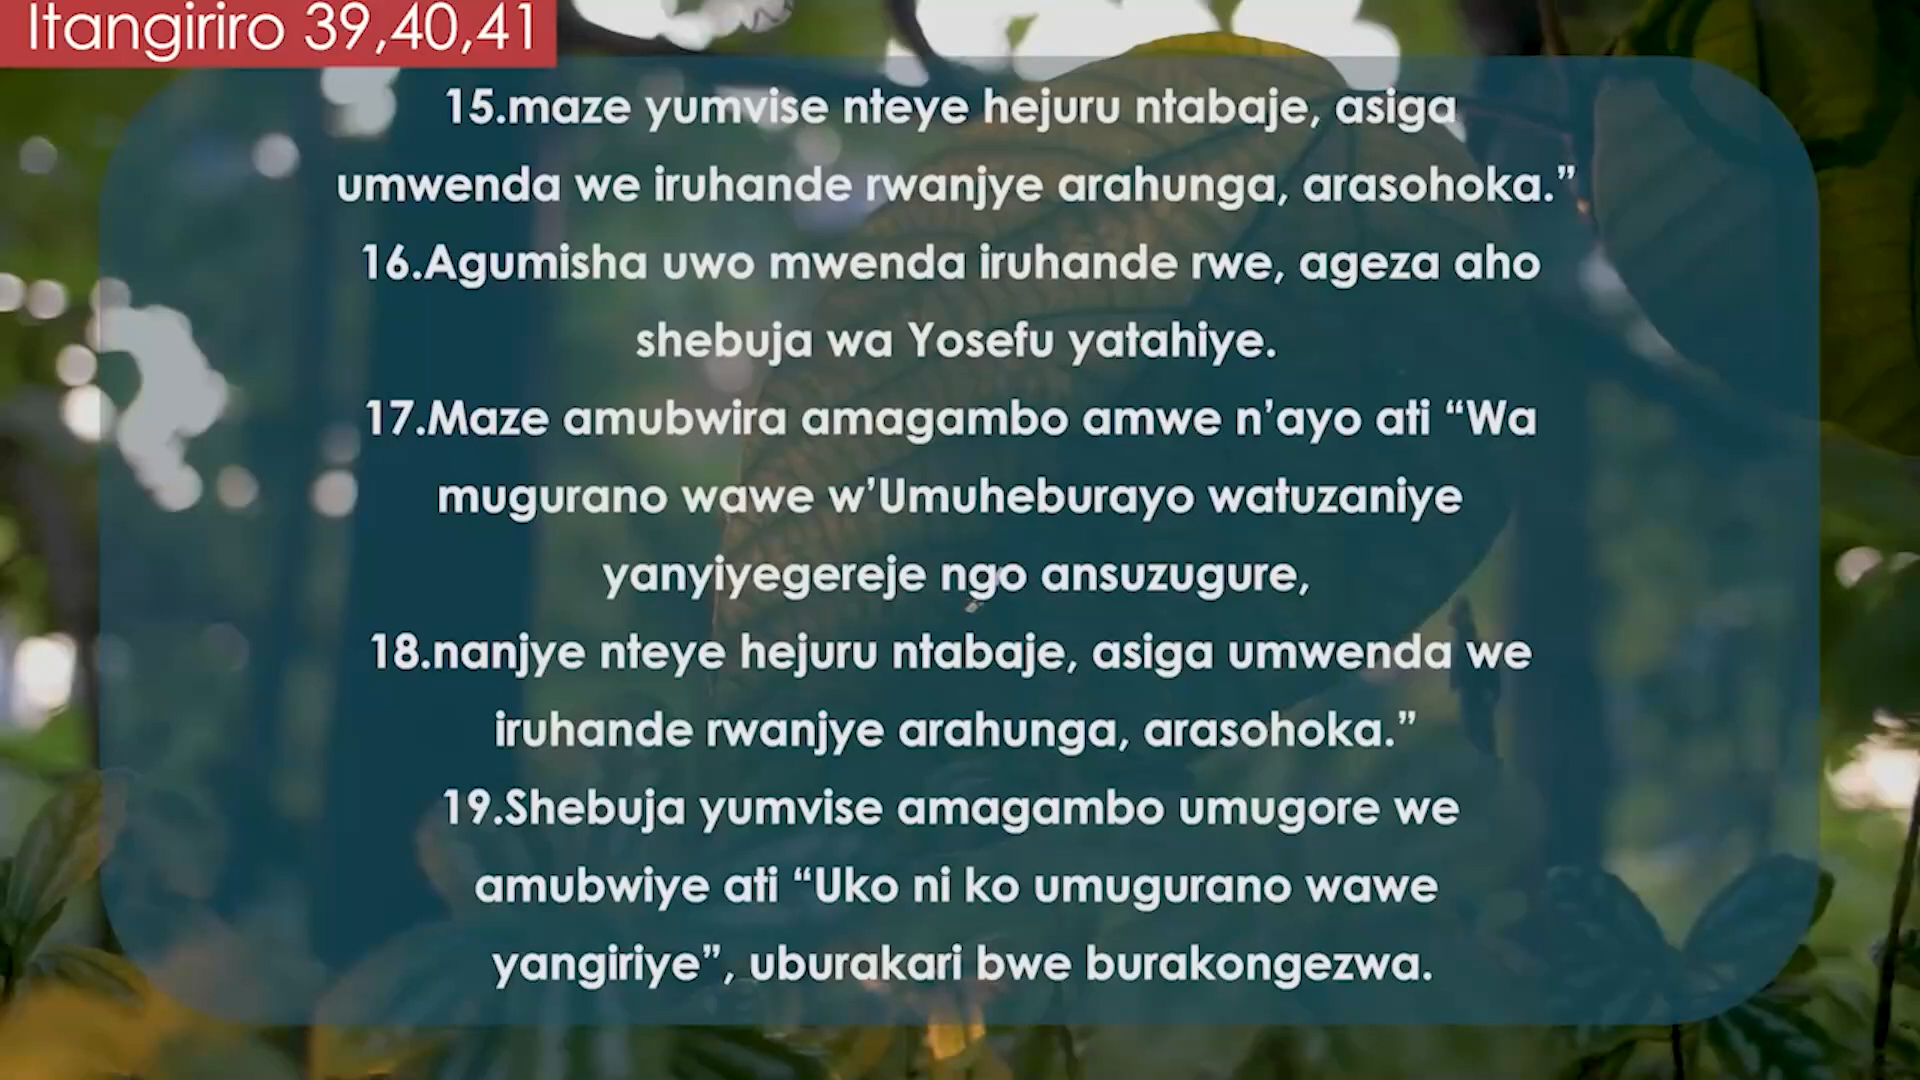 Itangiriro 39,40,41
15.maze yumvise nteye hejuru ntabaje, asiga
umwenda we iruhande rwanjye arahunga, arasohoka.”
16.Agumisha uwo mwenda iruhande rwe, ageza aho
shebuja wa Yosefu yatahiye.
17.Maze amubwira amagambo amwe n’ayo ati “Wa
mugurano wawe w’Umuheburayo watuzaniye
yanyiyegereje ngo ansuzugure,
18.nanjye nteye hejuru ntabaje, asiga umwenda we
iruhande rwanjye arahunga, arasohoka.”
19.Shebuja yumvise amagambo umugore we
amubwiye ati “Uko ni ko umugurano wawe
yangiriye”, uburakari bwe burakongezwa.